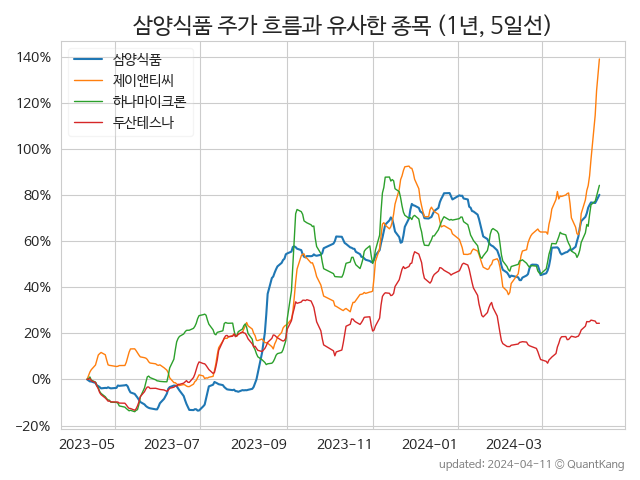 삼양식품 주가 흐름과 유사한 종목 (1년, 5일선)
140%
120%
100%
80%
60%
40%
20%
0%
−20%
삼양식품
제이앤티씨
하나마이크론
두산테스나
2023-05
2023-07
2023-09
2023-11
2024-01
2024-03
updated: 2024-04-11 © QuantKang